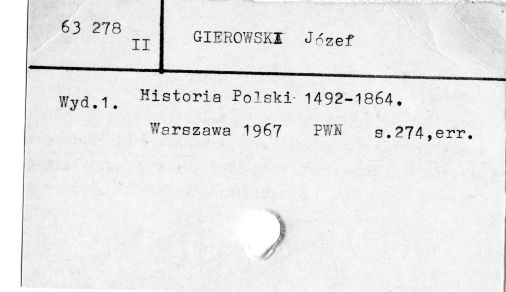 63 278
II
GIEROWSKI Józef
Wyd.1. Historia Polski 1492-1864.
Warszawa 1967 PWN s.274,err.